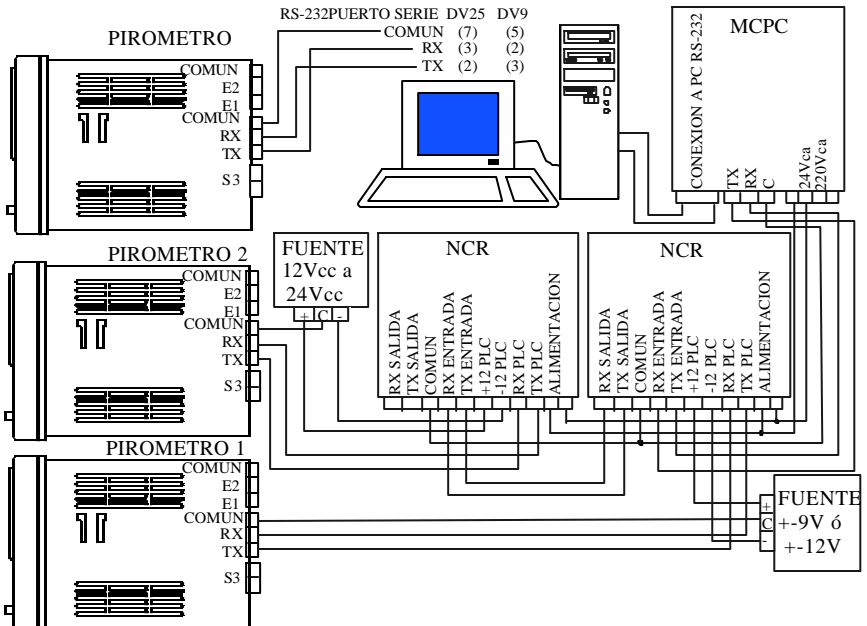 RS-232PUERTO SERIE DV25 DV9
COMUN (7) (5)
RX (3) (2)
TX (2) (3)
PIROMETRO
COMUN
E2
E1
COMUN
RX
TX
S3
MCPC
CONEXION A PC RS-232
TX
RX
C
24Vca
220Vca
PIROMETRO 2
COMUN
E2
E1
COMUN
RX
TX
S3
FUENTE
12Vcc a
24Vcc
+ C -
NCR
RX SALIDA
TX SALIDA
COMUN
RX ENTRADA
TX ENTRADA
+12 PLC
-12 PLC
RX PLC
TX PLC
ALIMENTACION
NCR
RX SALIDA
TX SALIDA
COMUN
RX ENTRADA
TX ENTRADA
+12 PLC
-12 PLC
RX PLC
TX PLC
ALIMENTACION
PIROMETRO 1
COMUN
E2
E1
COMUN
RX
TX
S3
+
C
-
FUENTE
+-9V ó
+-12V